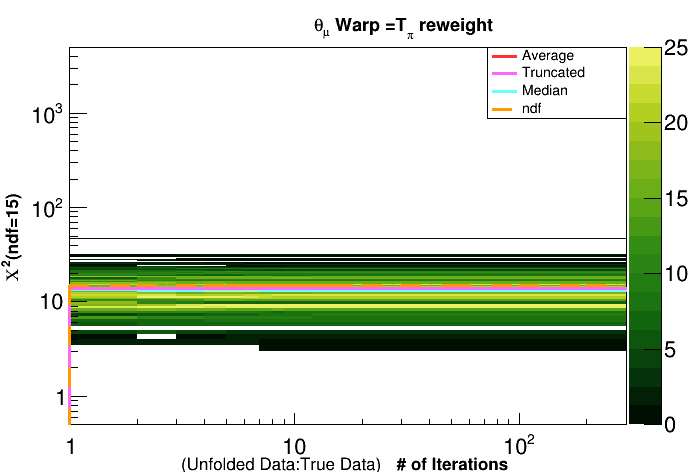 θμ Warp =Tπ reweight
Average
Truncated
Median
ndf
χ²(ndf=15)
10³
10²
10
1
25
20
15
10
5
0
1
10
10²
(Unfolded Data:True Data) # of Iterations